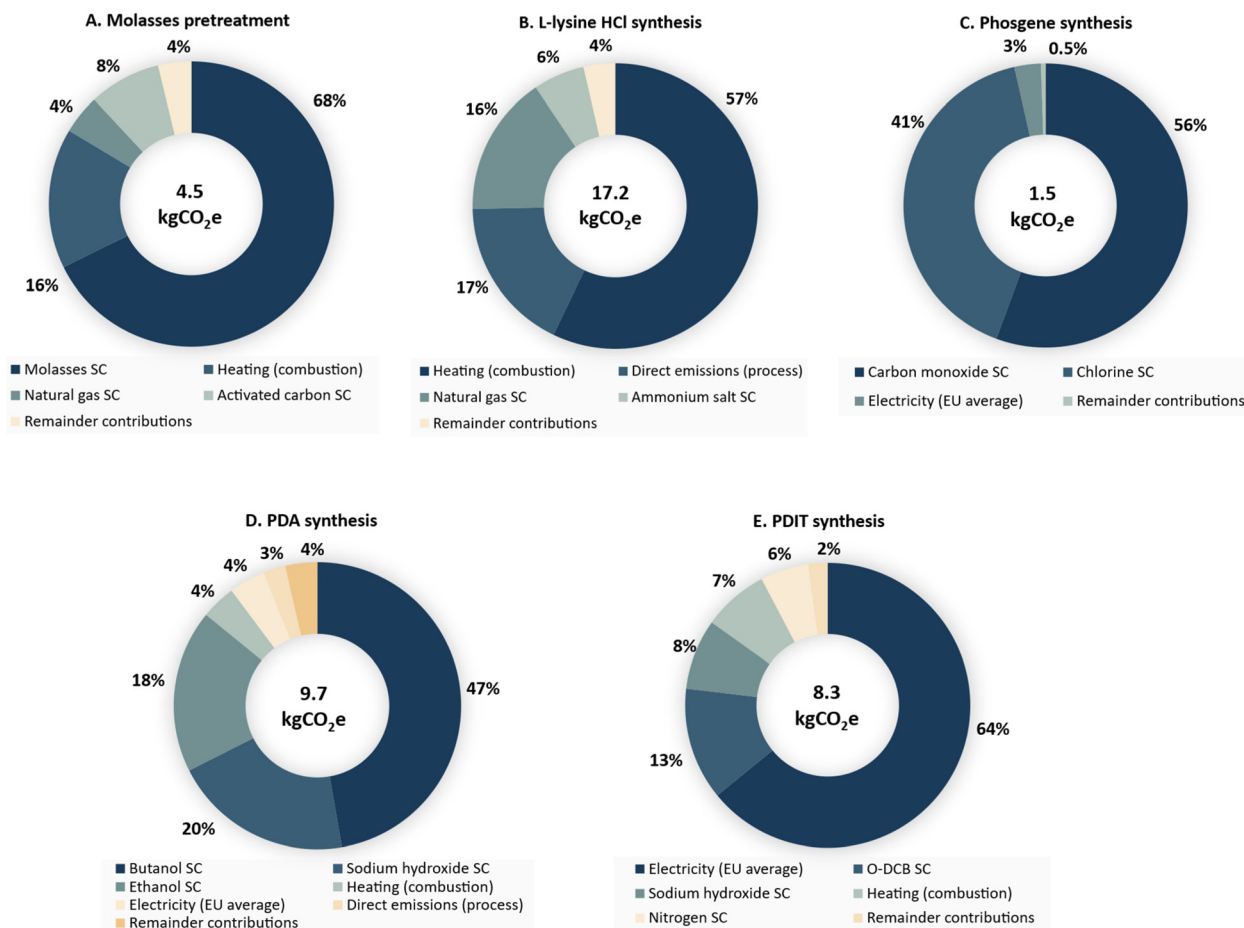 A. Molasses pretreatment
4%
8%
4%
68%
16%
4.5
kgCO₂e
Molasses SC
Heating (combustion)
Natural gas SC
Activated carbon SC
Remainder contributions
B. L-lysine HCl synthesis
4%
6%
16%
57%
17%
17.2
kgCO₂e
Heating (combustion)
Direct emissions (process)
Natural gas SC
Ammonium salt SC
Remainder contributions
C. Phosgene synthesis
3%
0.5%
41%
56%
1.5
kgCO₂e
Carbon monoxide SC
Chlorine SC
Electricity (EU average)
Remainder contributions
D. PDA synthesis
4%
3%
4%
4%
18%
47%
20%
9.7
kgCO₂e
Butanol SC
Sodium hydroxide SC
Ethanol SC
Heating (combustion)
Electricity (EU average)
Direct emissions (process)
Remainder contributions
E. PDIT synthesis
2%
6%
7%
8%
13%
64%
8.3
kgCO₂e
Electricity (EU average)
O-DCB SC
Sodium hydroxide SC
Heating (combustion)
Nitrogen SC
Remainder contributions